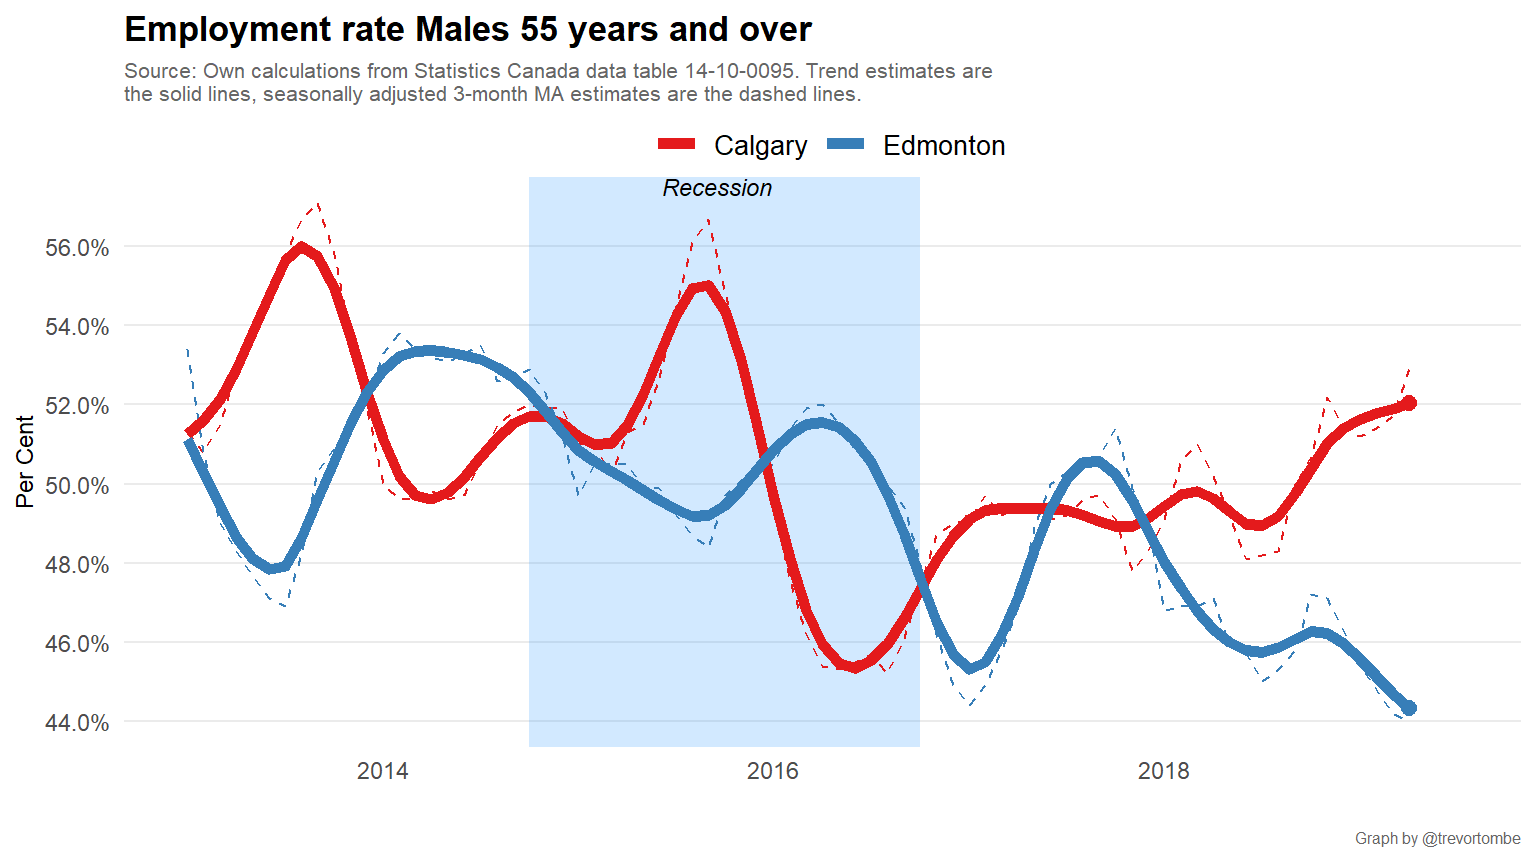 Employment rate Males 55 years and over
Source: Own calculations from Statistics Canada data table 14-10-0095. Trend estimates are
the solid lines, seasonally adjusted 3-month MA estimates are the dashed lines.
Calgary Edmonton
Recession
56.0%
54.0%
52.0%
50.0%
48.0%
46.0%
44.0%
Per Cent
2014 2016 2018
Graph by @trevortombe